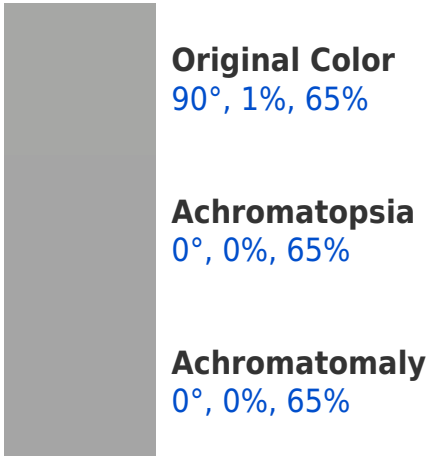 Original Color
90°, 1%, 65%
Achromatopsia
0°, 0%, 65%
Achromatomaly
0°, 0%, 65%